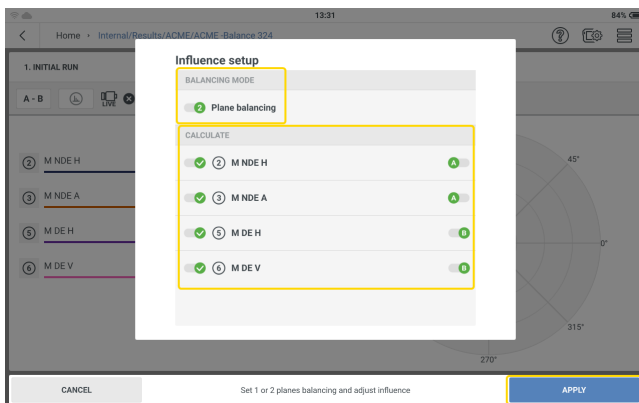 13:31
84%
Home › Internal/Results/ACME/ACME -Balance 324
1. INITIAL RUN
A - B
LIVE
Influence setup
BALANCING MODE
2 Plane balancing
CALCULATE
2 M NDE H A
3 M NDE A A
5 M DE H B
6 M DE V B
2 M NDE H
3 M NDE A
5 M DE H
6 M DE V
45°
0°
315°
270°
CANCEL
Set 1 or 2 planes balancing and adjust influence
APPLY